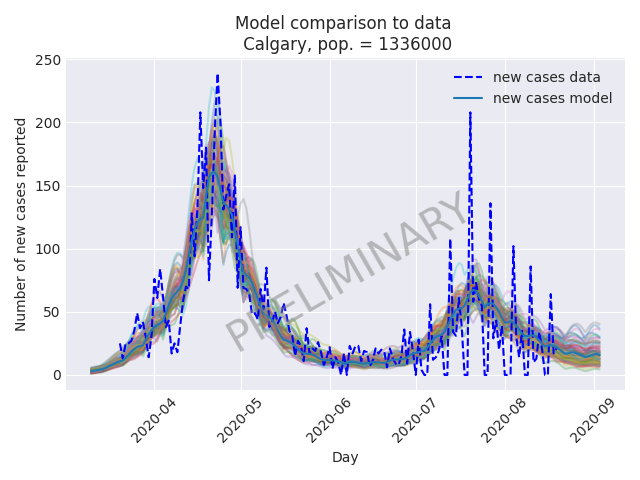 Model comparison to data
Calgary, pop. = 1336000
250
200
150
100
50
0
Number of new cases reported
new cases data
new cases model
PRELIMINARY
2020-04
2020-05
2020-06
2020-07
2020-08
2020-09
Day